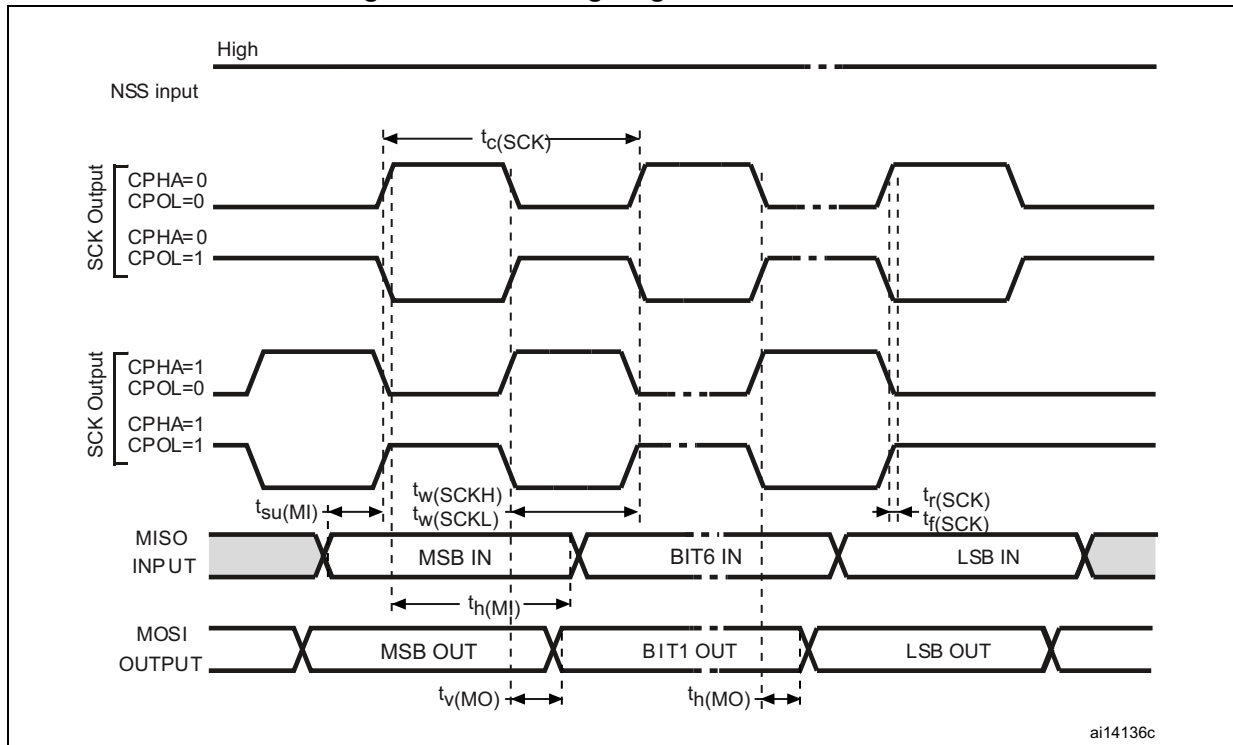 High
NSS input
tc(SCK)
SCK Output
CPHA=0
CPOL=0
CPHA=0
CPOL=1
SCK Output
CPHA=1
CPOL=0
CPHA=1
CPOL=1
tsu(MI)
tw(SCKH)
tw(SCKL)
tr(SCK)
tf(SCK)
MISO
INPUT
MSB IN
BIT6 IN
LSB IN
th(MI)
MOSI
OUTPUT
MSB OUT
BIT1 OUT
LSB OUT
tv(MO)
th(MO)
ai14136c